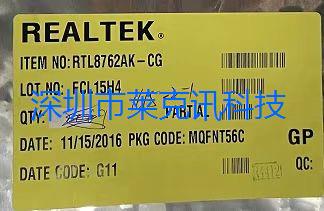 REALTEK
ITEM NO: RTL8762AK-CG
LOT NO: FCL15H4
深圳市莱克讯科技
QTY:
DATE: 11/15/2016 PKG CODE: MQFNT56C
GP
DATE CODE: G11
QC: